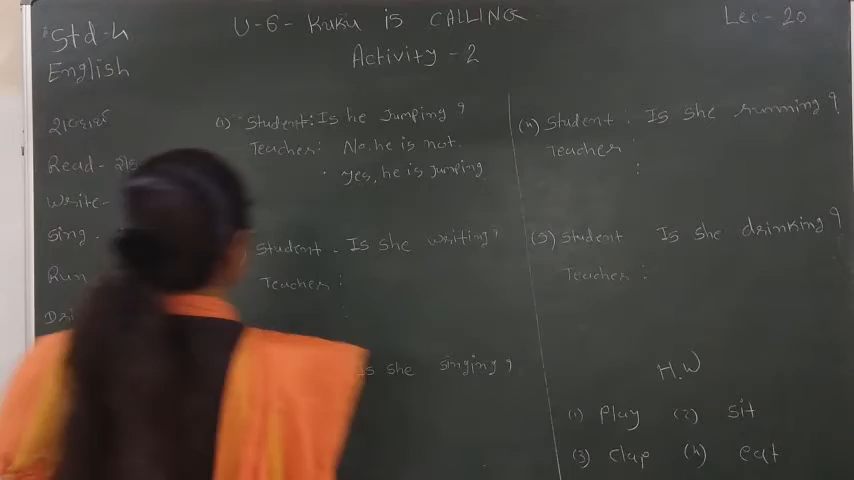 Std-4
English
U-6- Kuku is CALLING
Activity - 2
Lec- 20
શબ્દાર્થ
Read -
Write-
Sing -
Run
(1) Student: Is he Jumping ?
Teacher: No. he is not.
Yes, he is Jumping
Student - Is she writing ?
Teacher :
Is she singing ?
(4) Student : Is she running ?
Teacher :
(5) Student Is she drinking ?
Teacher :
H.W
(1) Play (2) Sit
(3) Clap (4) eat